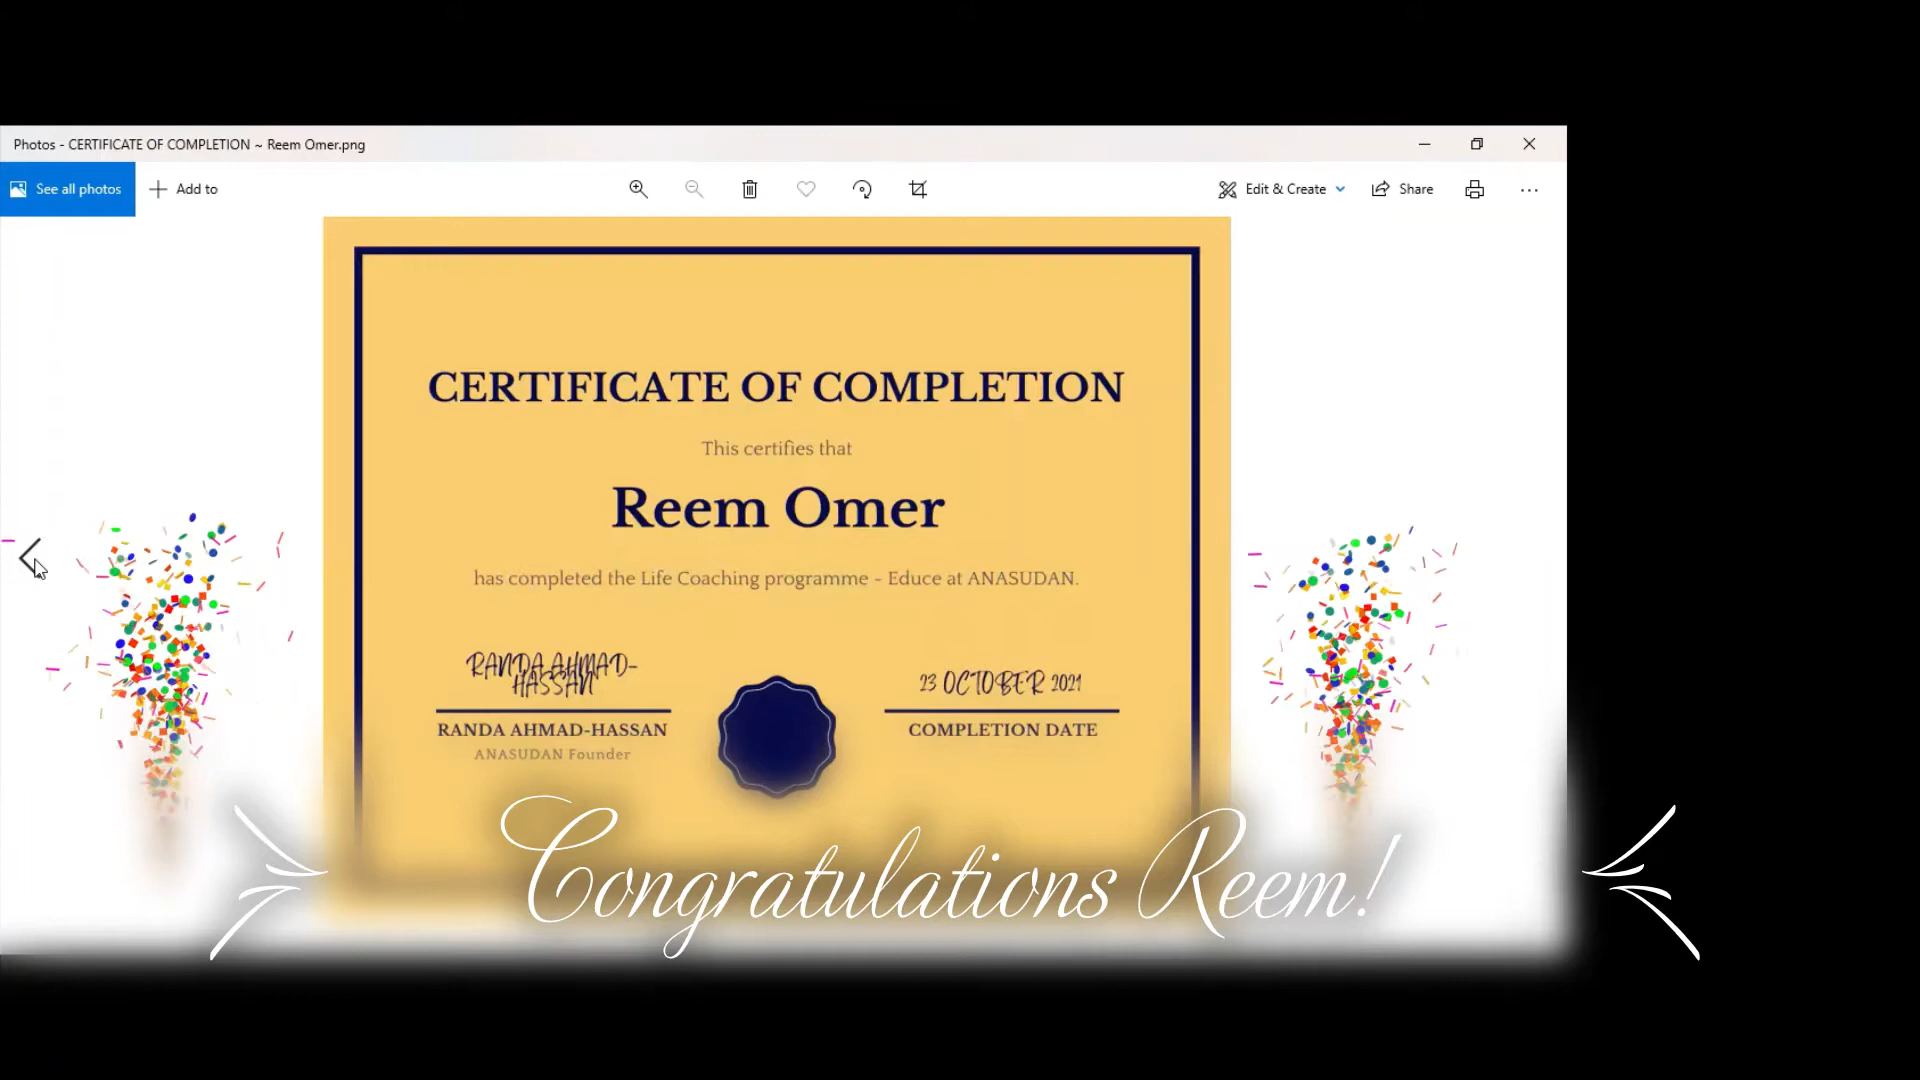 Photos - CERTIFICATE OF COMPLETION ~ Reem Omer.png
See all photos
Add to
Edit & Create
Share
CERTIFICATE OF COMPLETION
This certifies that
Reem Omer
has completed the Life Coaching programme - Educe at ANASUDAN.
RANDA AHMAD-
HASSAN
23 OCTOBER 2021
RANDA AHMAD-HASSAN
COMPLETION DATE
ANASUDAN Founder
Congratulations Reem!